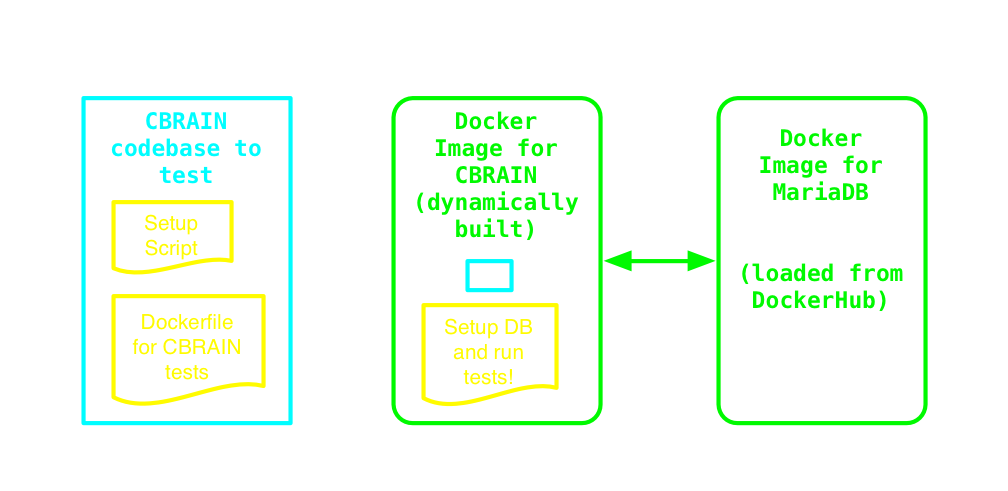 CBRAIN
codebase to
test
Setup
Script
Dockerfile
for CBRAIN
tests
Docker
Image for
CBRAIN
(dynamically
built)
Setup DB
and run
tests!
Docker
Image for
MariaDB
(loaded from
DockerHub)